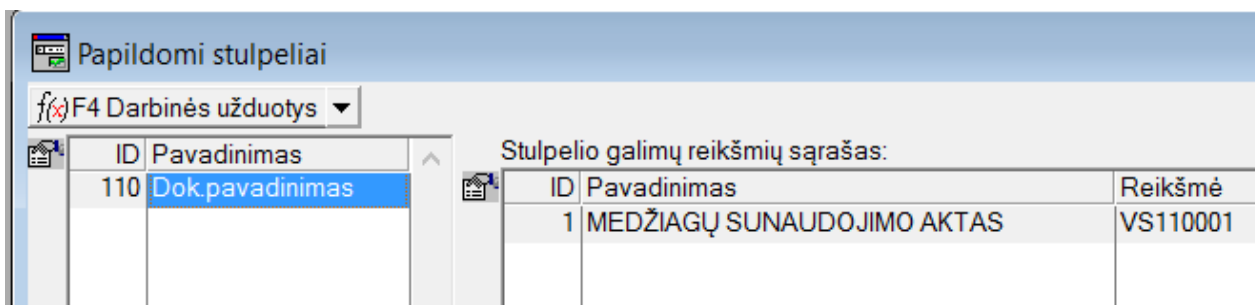 Papildomi stulpeliai
f(x) F4 Darbinės užduotys
ID Pavadinimas
110 Dok.pavadinimas
Stulpelio galimų reikšmių sąrašas:
ID Pavadinimas Reikšmė
1 MEDŽIAGŲ SUNAUDOJIMO AKTAS VS110001